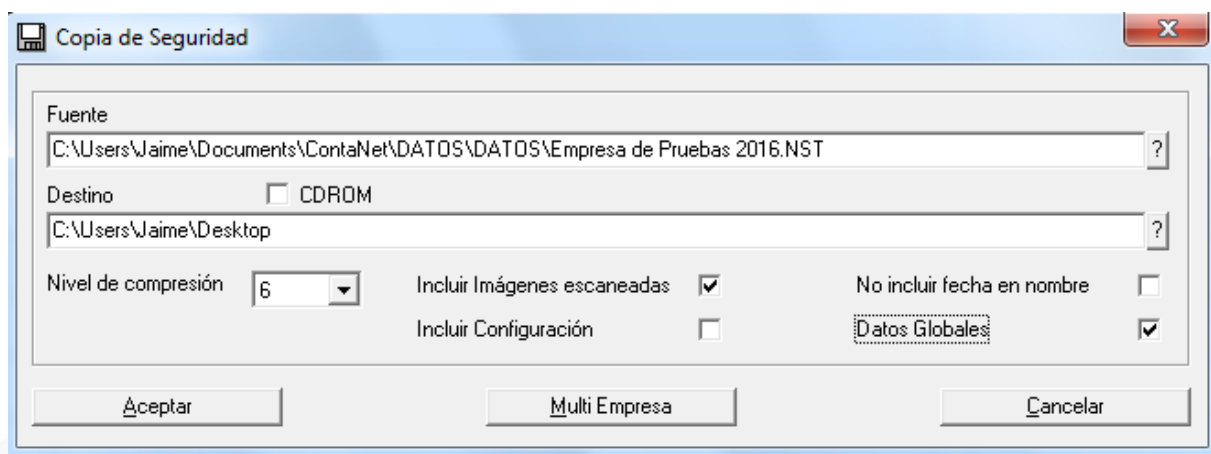 Copia de Seguridad
x
Fuente
C:\Users\Jaime\Documents\ContaNet\DATOS\DATOS\Empresa de Pruebas 2016.NST ?
Destino CDROM
C:\Users\Jaime\Desktop ?
Nivel de compresión 6 Incluir Imágenes escaneadas No incluir fecha en nombre
Incluir Configuración Datos Globales
Aceptar Multi Empresa Cancelar